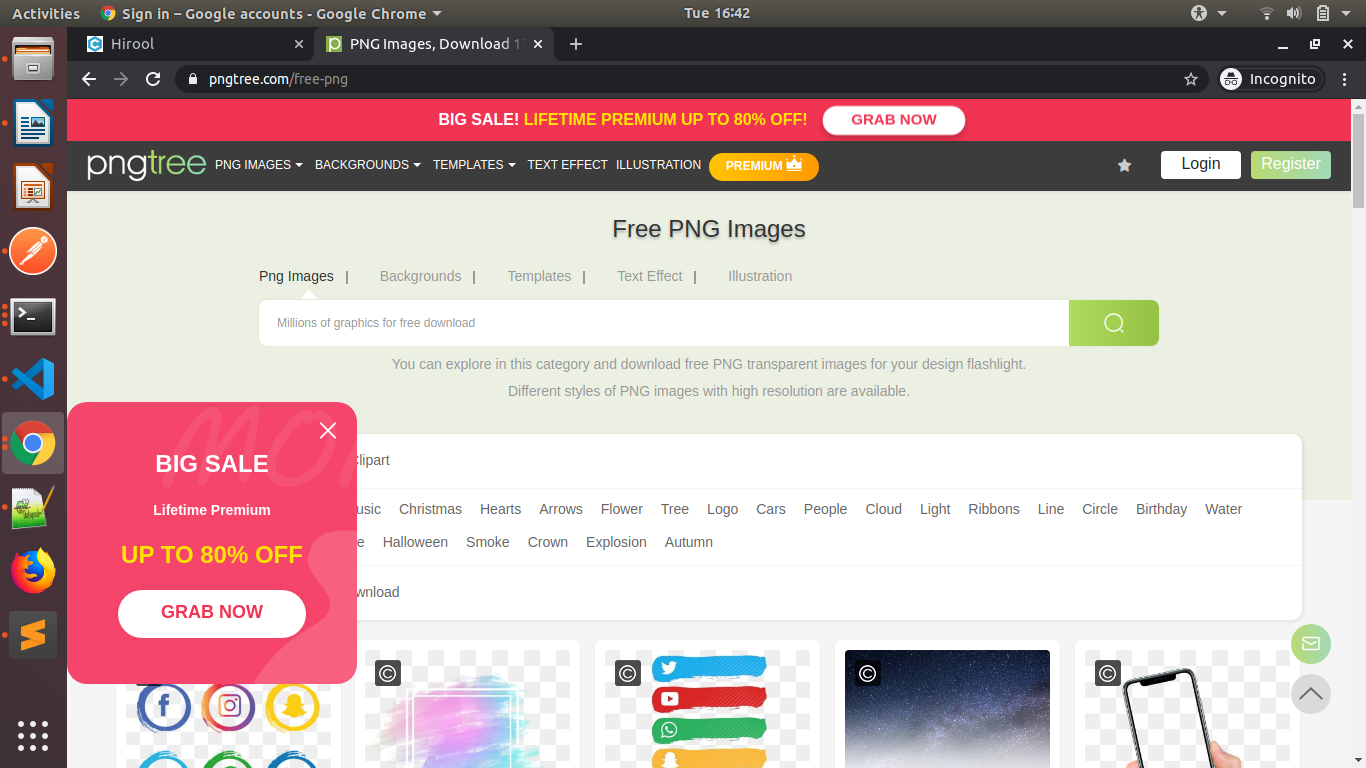 Activities
Sign in – Google accounts - Google Chrome
Tue 16:42
Hirool
PNG Images, Download
pngtree.com/free-png
Incognito
BIG SALE! LIFETIME PREMIUM UP TO 80% OFF!
GRAB NOW
pngtree
PNG IMAGES
BACKGROUNDS
TEMPLATES
TEXT EFFECT
ILLUSTRATION
PREMIUM
Login
Register
Free PNG Images
Png Images | Backgrounds | Templates | Text Effect | Illustration
Millions of graphics for free download
You can explore in this category and download free PNG transparent images for your design flashlight.
Different styles of PNG images with high resolution are available.
BIG SALE
Lifetime Premium
UP TO 80% OFF
GRAB NOW
Clipart
Christmas Hearts Arrows Flower Tree Logo Cars People Cloud Light Ribbons Line Circle Birthday Water
Halloween Smoke Crown Explosion Autumn